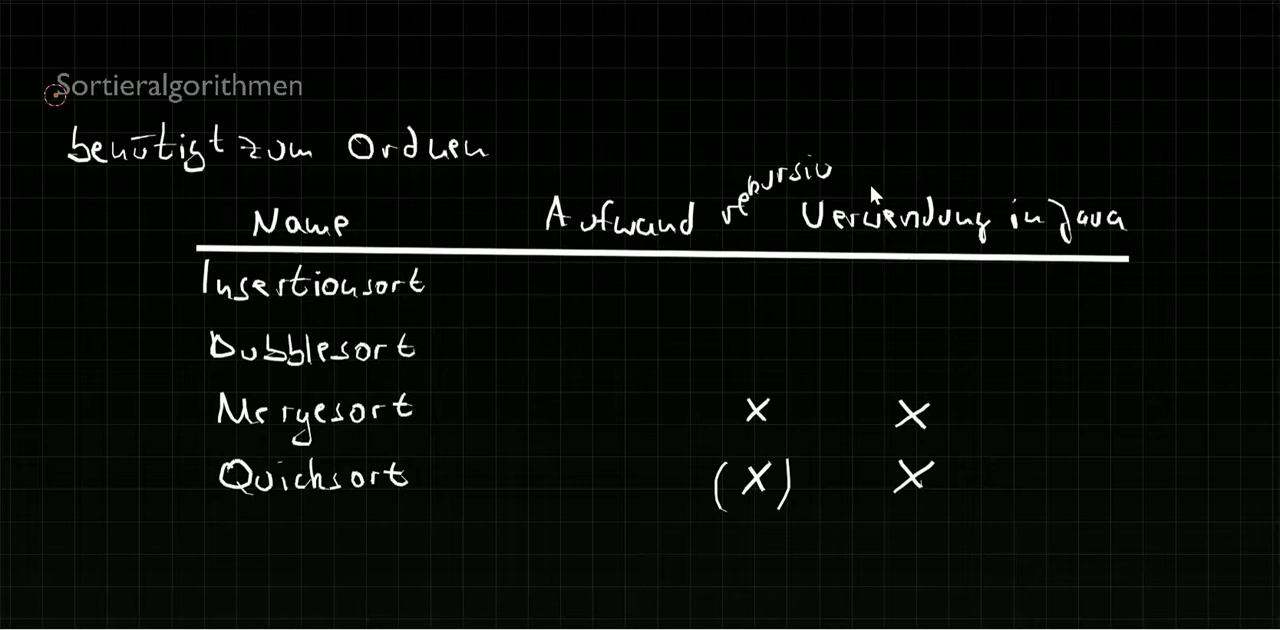 Sortieralgorithmen
benötigt zum Ordnen
Name Aufwand rekursiv Verwendung in Java
Insertionsort
Bubblesort
Mergesort X X
Quicksort (X) X